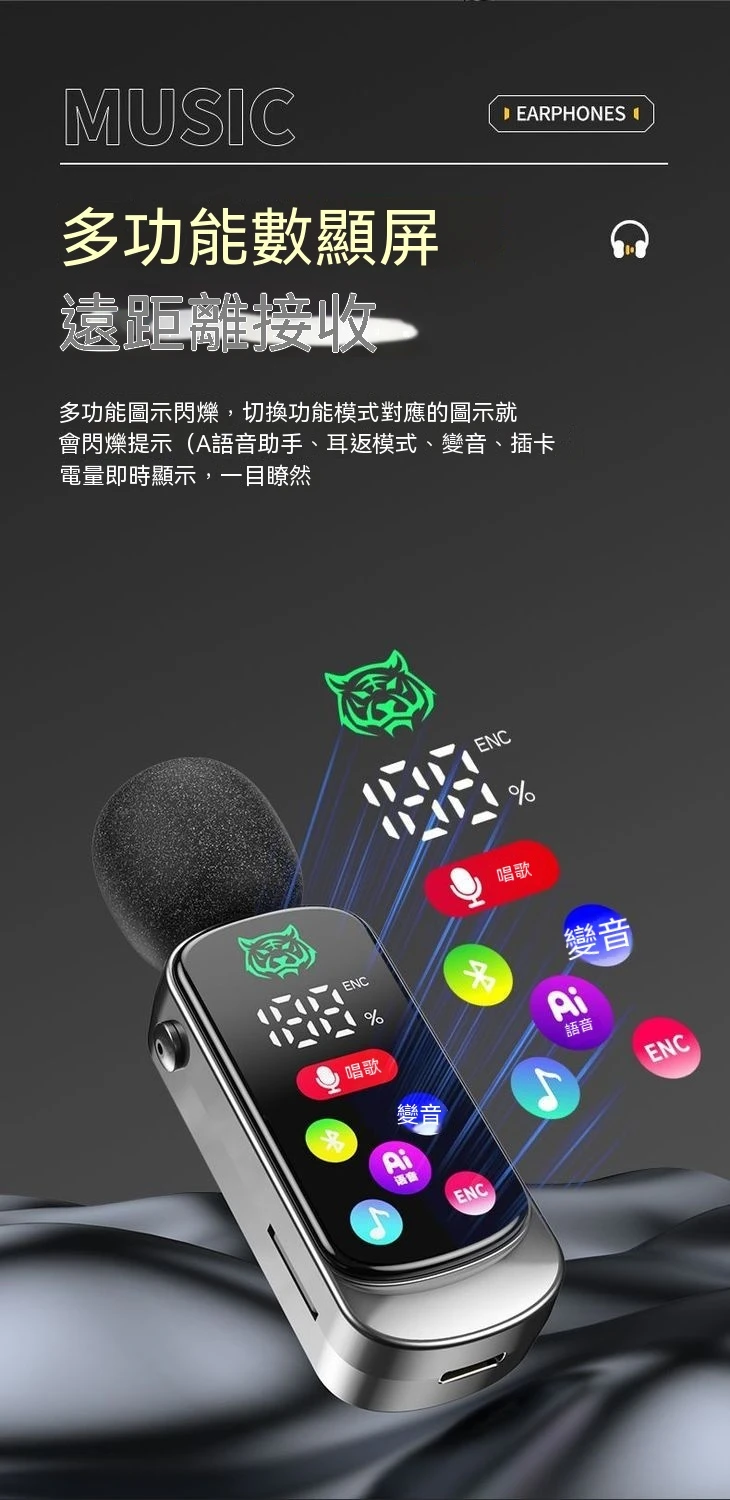 MUSIC
EARPHONES
多功能數顯屏
遠距離接收
多功能圖示閃爍，切換功能模式對應的圖示就
會閃爍提示（A語音助手、耳返模式、變音、插卡
電量即時顯示，一目瞭然
ENC
188
%
唱歌
變音
Ai
語音
ENC
ENC
188
%
唱歌
變音
Ai
语音
ENC